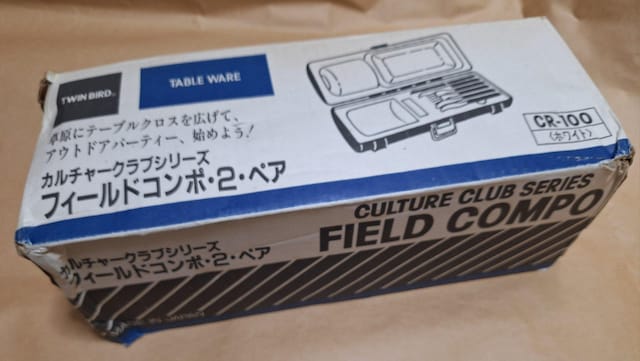 TWIN BIRD®
TABLE WARE
草原にテーブルクロスを広げて、
アウトドアパーティー、始めよう!
カルチャークラブシリーズ
フィールドコンポ・2・ペア
CR-100
〈ホワイト〉
カルチャークラブシリーズ
フィールドコンポ・2・ペア
CULTURE CLUB SERIES
FIELD COMPO
MADE IN JAPAN